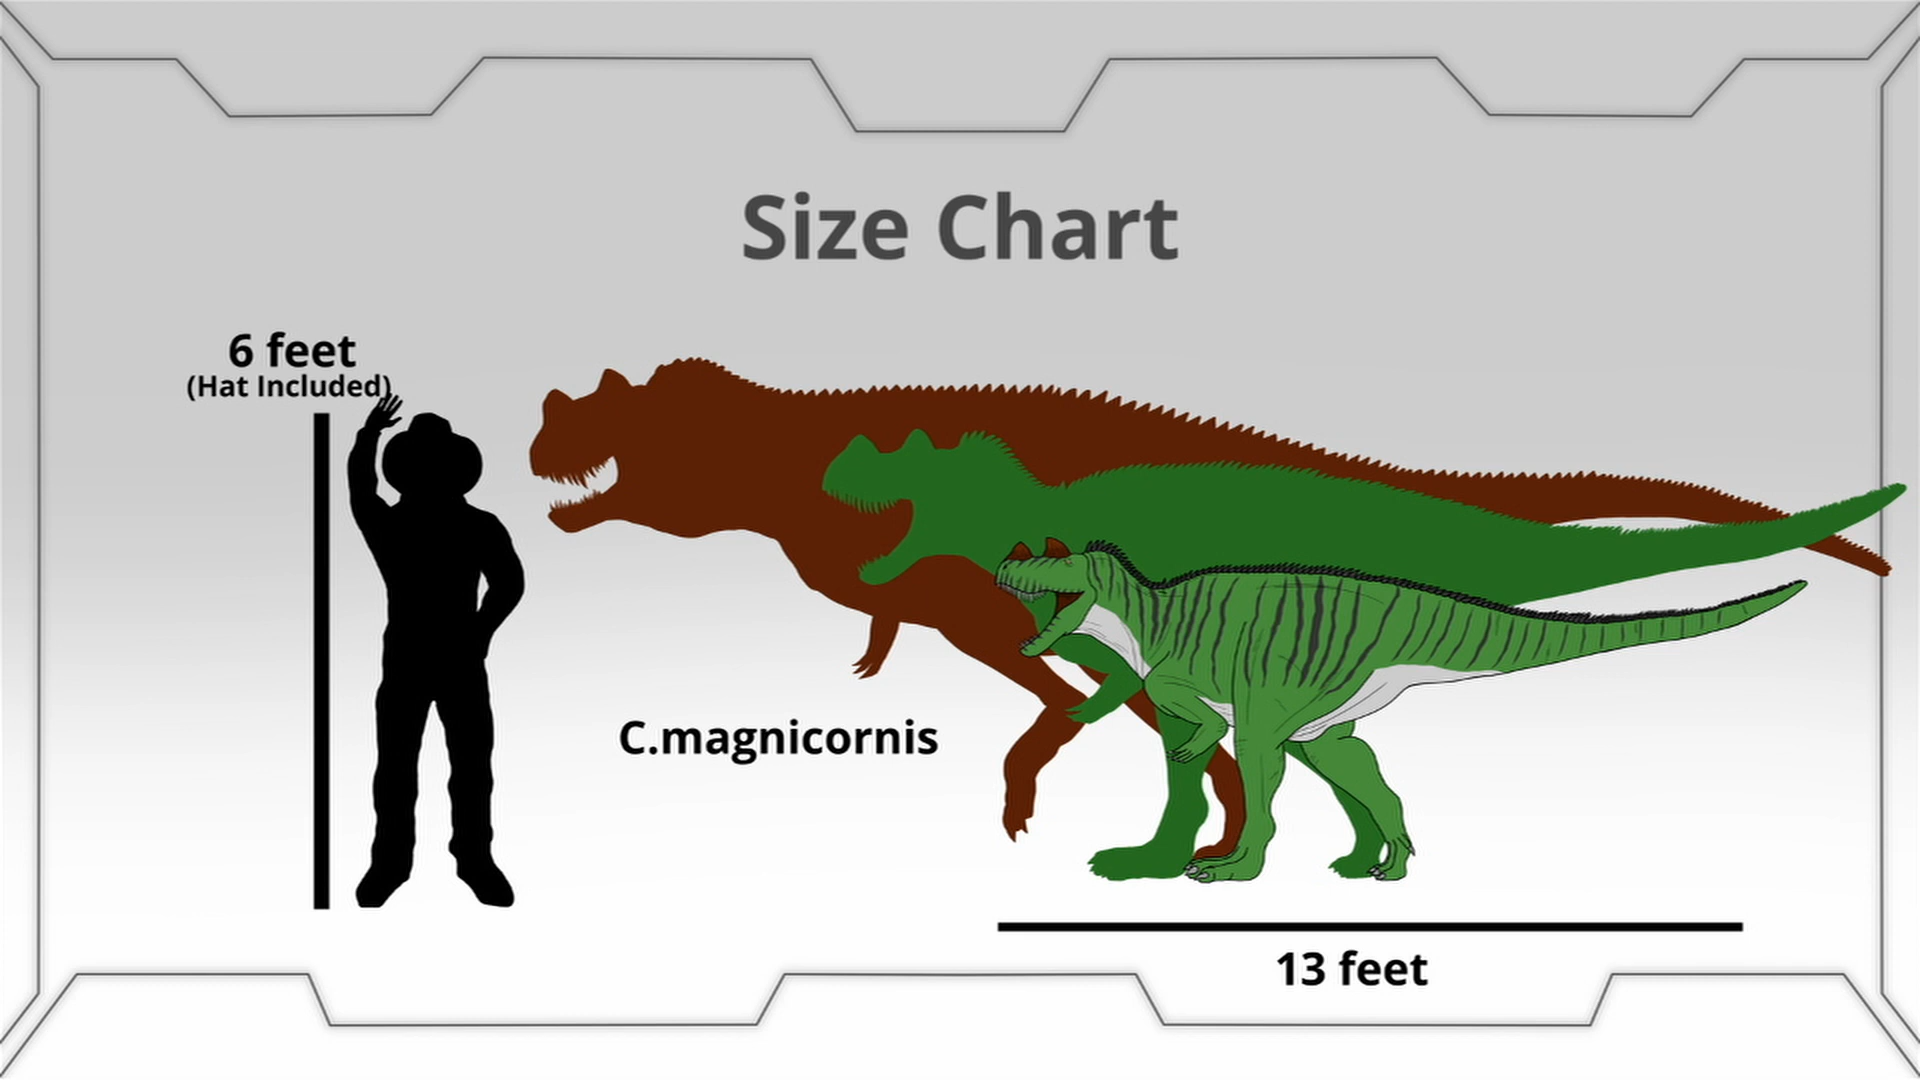 Size Chart
6 feet
(Hat Included)
C.magnicornis
13 feet